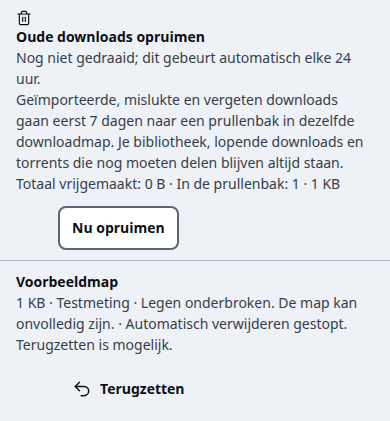 Oude downloads opruimen
Nog niet gedraaid; dit gebeurt automatisch elke 24
uur.
Geïmporteerde, mislukte en vergeten downloads
gaan eerst 7 dagen naar een prullenbak in dezelfde
downloadmap. Je bibliotheek, lopende downloads en
torrents die nog moeten delen blijven altijd staan.
Totaal vrijgemaakt: 0 B · In de prullenbak: 1 · 1 KB
Nu opruimen
Voorbeeldmap
1 KB · Testmeting · Legen onderbroken. De map kan
onvolledig zijn. · Automatisch verwijderen gestopt.
Terugzetten is mogelijk.
Terugzetten